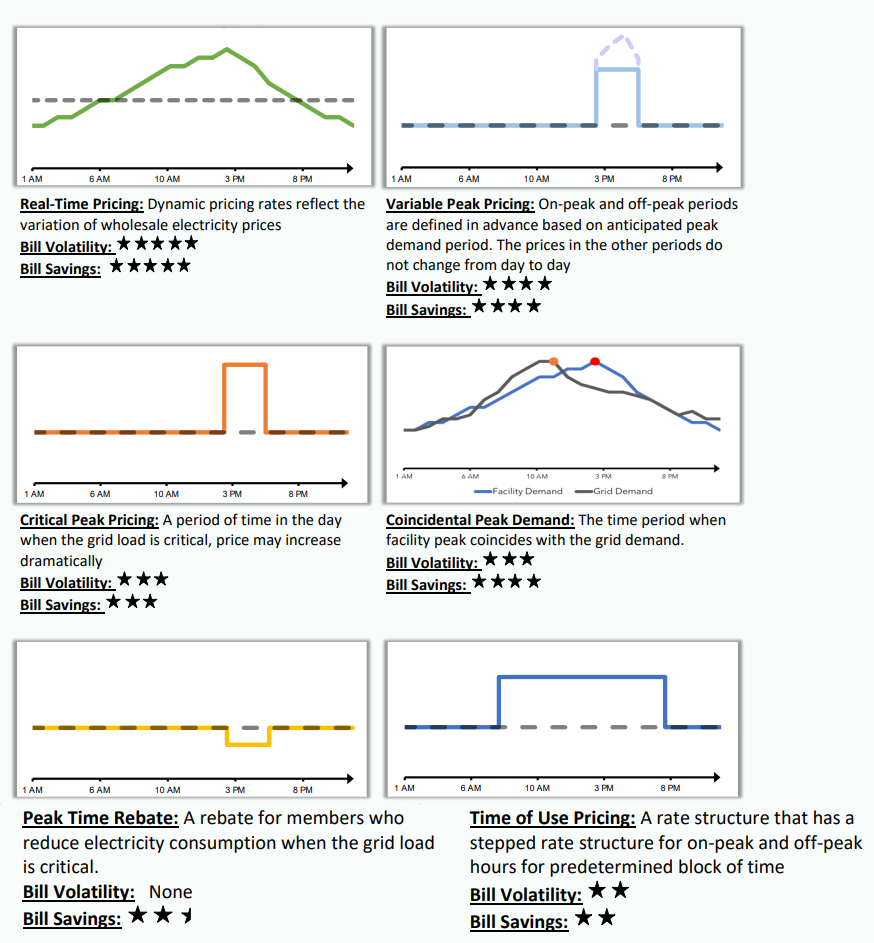 1 AM 6 AM 10 AM 3 PM 8 PM
Real-Time Pricing: Dynamic pricing rates reflect the
variation of wholesale electricity prices
Bill Volatility: ★★★★★
Bill Savings: ★★★★★
1 AM 6 AM 10 AM 3 PM 8 PM
Variable Peak Pricing: On-peak and off-peak periods
are defined in advance based on anticipated peak
demand period. The prices in the other periods do
not change from day to day
Bill Volatility: ★★★★
Bill Savings: ★★★★
1 AM 6 AM 10 AM 3 PM 8 PM
Critical Peak Pricing: A period of time in the day
when the grid load is critical, price may increase
dramatically
Bill Volatility: ★★★
Bill Savings: ★★★
1 AM 6 AM 10 AM 3 PM 8 PM
Facility Demand Grid Demand
Coincidental Peak Demand: The time period when
facility peak coincides with the grid demand.
Bill Volatility: ★★★
Bill Savings: ★★★★
1 AM 6 AM 10 AM 3 PM 8 PM
Peak Time Rebate: A rebate for members who
reduce electricity consumption when the grid load
is critical.
Bill Volatility: None
Bill Savings: ★★
1 AM 6 AM 10 AM 3 PM 8 PM
Time of Use Pricing: A rate structure that has a
stepped rate structure for on-peak and off-peak
hours for predetermined block of time
Bill Volatility: ★★
Bill Savings: ★★